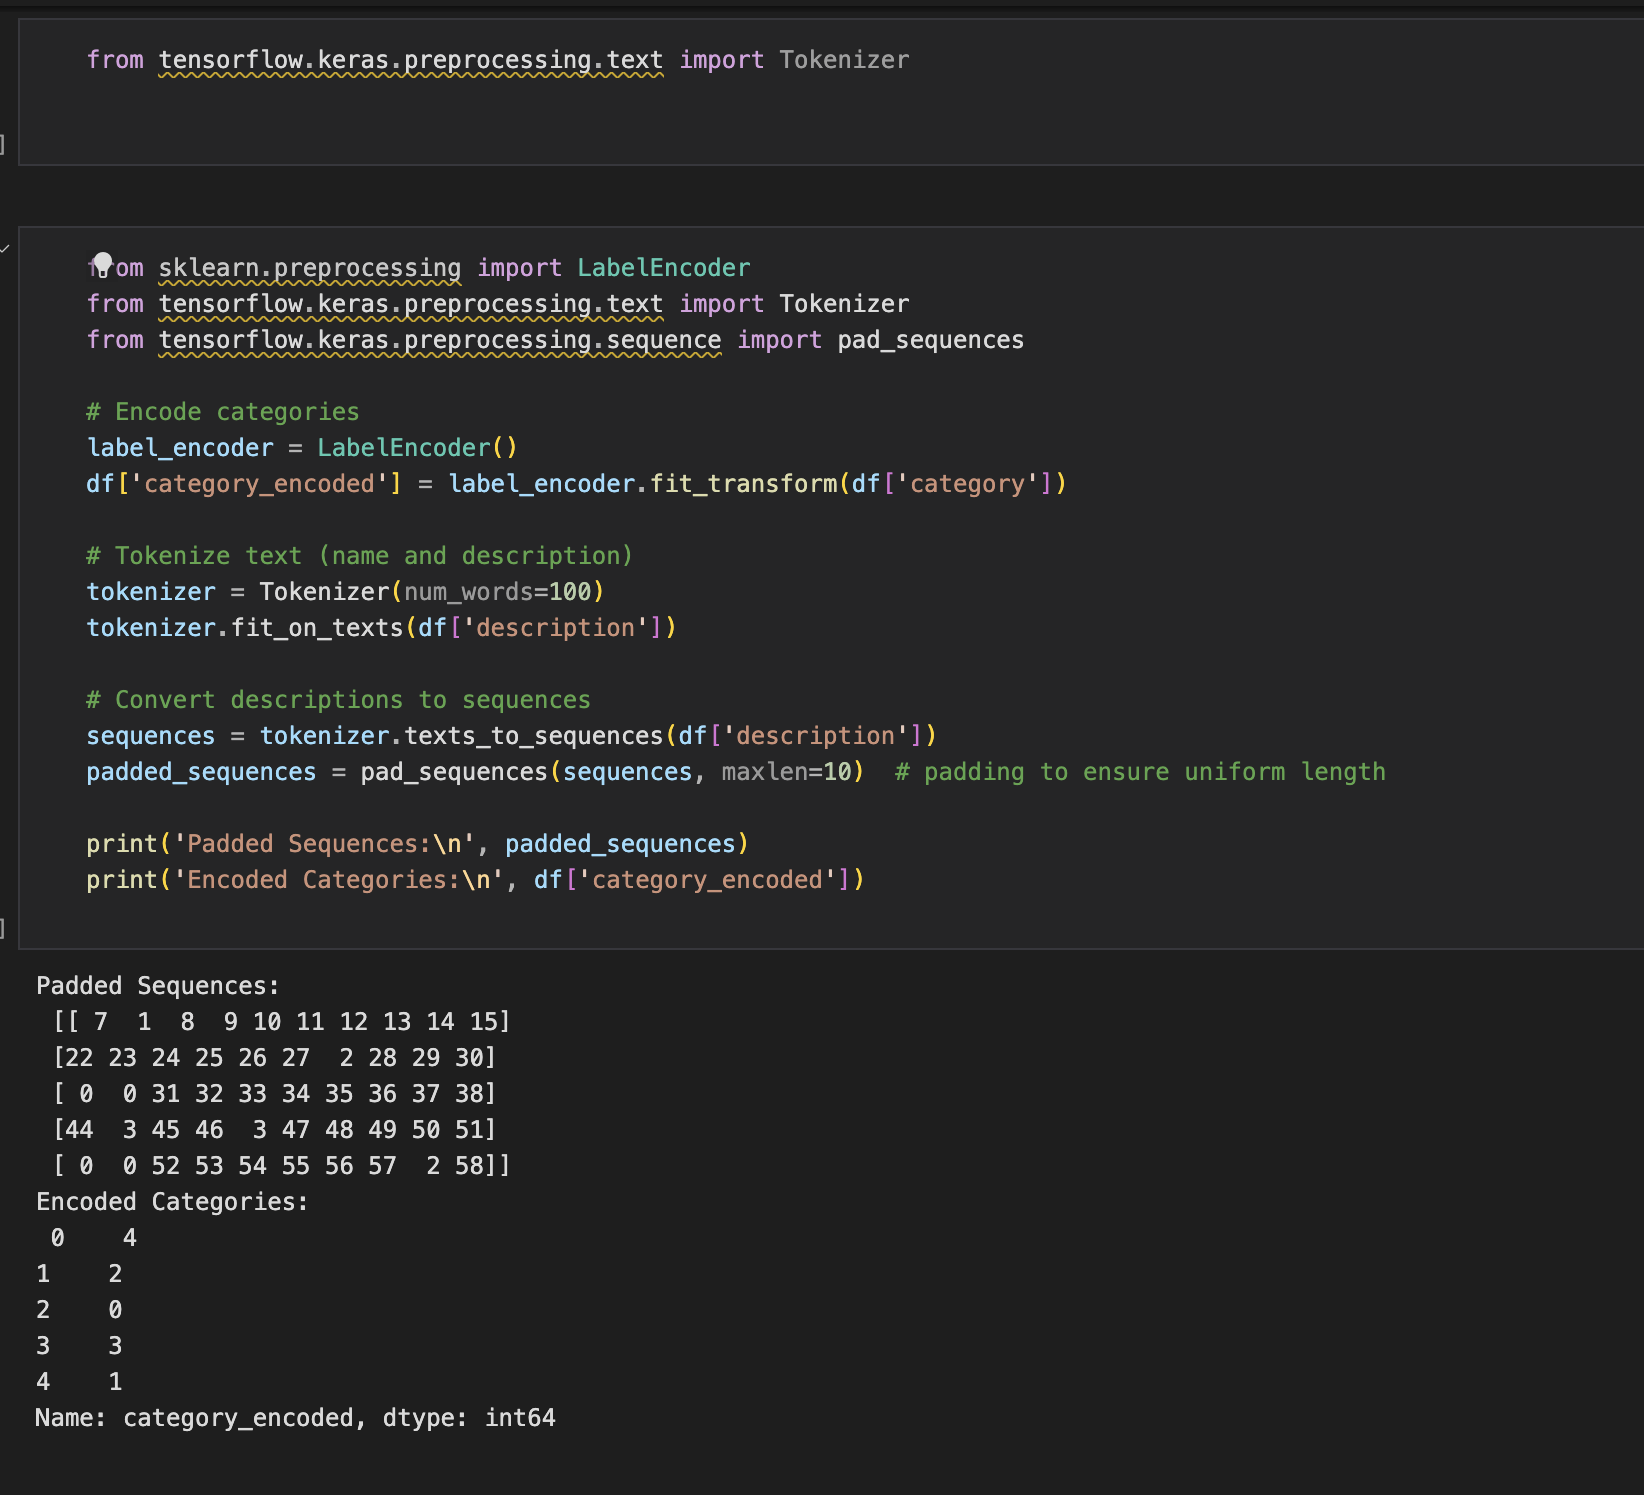 from tensorflow.keras.preprocessing.text import Tokenizer
]
from sklearn.preprocessing import LabelEncoder
from tensorflow.keras.preprocessing.text import Tokenizer
from tensorflow.keras.preprocessing.sequence import pad_sequences
# Encode categories
label_encoder = LabelEncoder()
df['category_encoded'] = label_encoder.fit_transform(df['category'])
# Tokenize text (name and description)
tokenizer = Tokenizer(num_words=100)
tokenizer.fit_on_texts(df['description'])
# Convert descriptions to sequences
sequences = tokenizer.texts_to_sequences(df['description'])
padded_sequences = pad_sequences(sequences, maxlen=10)  # padding to ensure uniform length
print('Padded Sequences:\n', padded_sequences)
print('Encoded Categories:\n', df['category_encoded'])
]
Padded Sequences:
 [[ 7  1  8  9 10 11 12 13 14 15]
 [22 23 24 25 26 27  2 28 29 30]
 [ 0  0 31 32 33 34 35 36 37 38]
 [44  3 45 46  3 47 48 49 50 51]
 [ 0  0 52 53 54 55 56 57  2 58]]
Encoded Categories:
 0    4
1    2
2    0
3    3
4    1
Name: category_encoded, dtype: int64